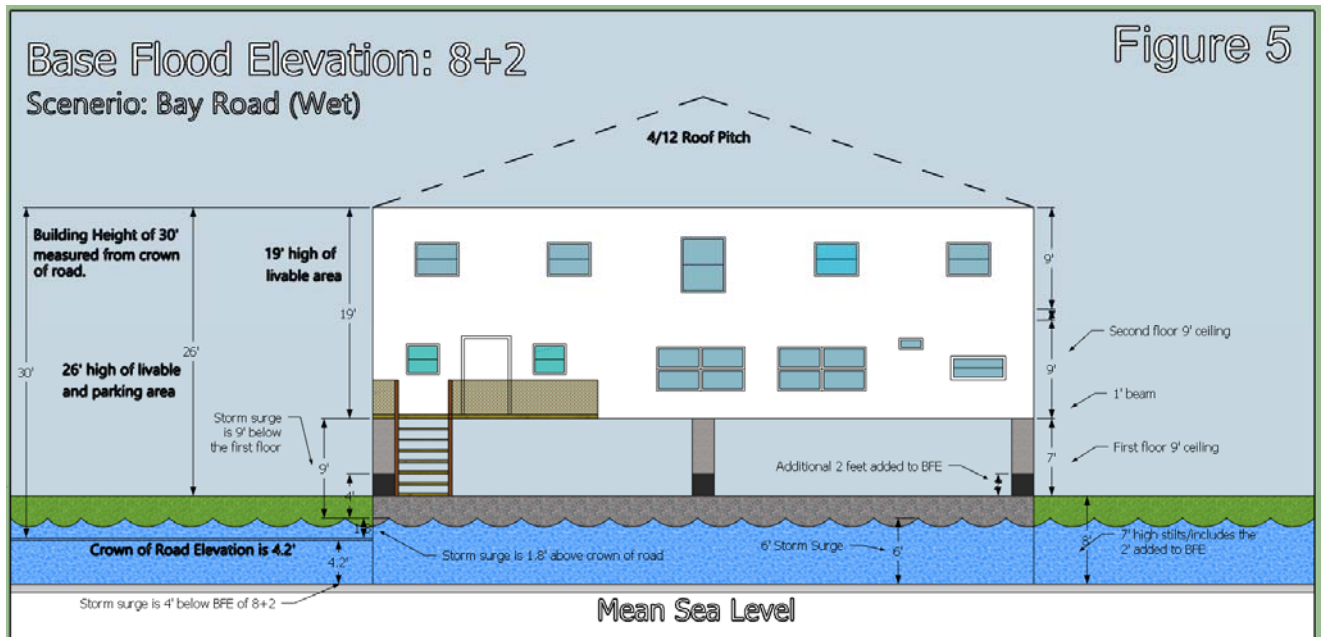 Base Flood Elevation: 8+2
Figure 5
Scenerio: Bay Road (Wet)
4/12 Roof Pitch
Building Height of 30'
measured from crown
of road.
19' high of
livable area
9'
19'
Second floor 9' ceiling
26'
30'
26' high of livable
and parking area
9'
1' beam
Storm surge
is 9' below
the first floor
First floor 9' ceiling
7'
9'
Additional 2 feet added to BFE
4'
Crown of Road Elevation is 4.2'
Storm surge is 1.8' above crown of road
6' Storm Surge
6'
8'
7' high stilts/includes the
2' added to BFE
4.2'
Storm surge is 4' below BFE of 8+2
Mean Sea Level